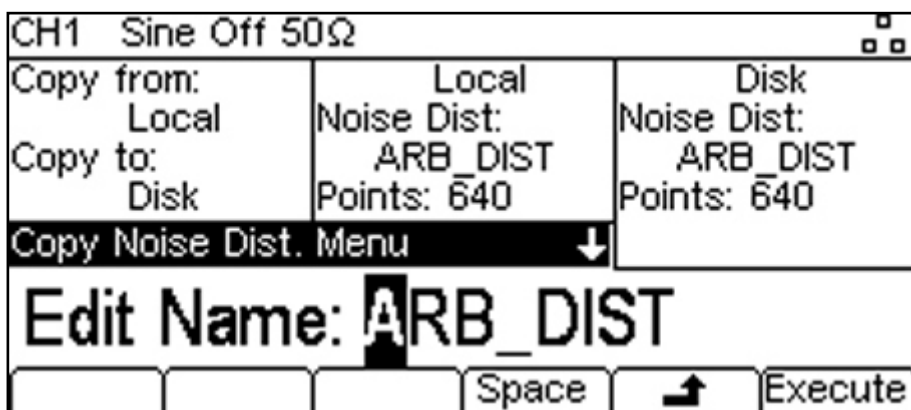 CH1 Sine Off 50Ω
Copy from:
Local
Copy to:
Disk
Local
Noise Dist:
ARB_DIST
Points: 640
Disk
Noise Dist:
ARB_DIST
Points: 640
Copy Noise Dist. Menu
Edit Name: ARB_DIST
Space
Execute